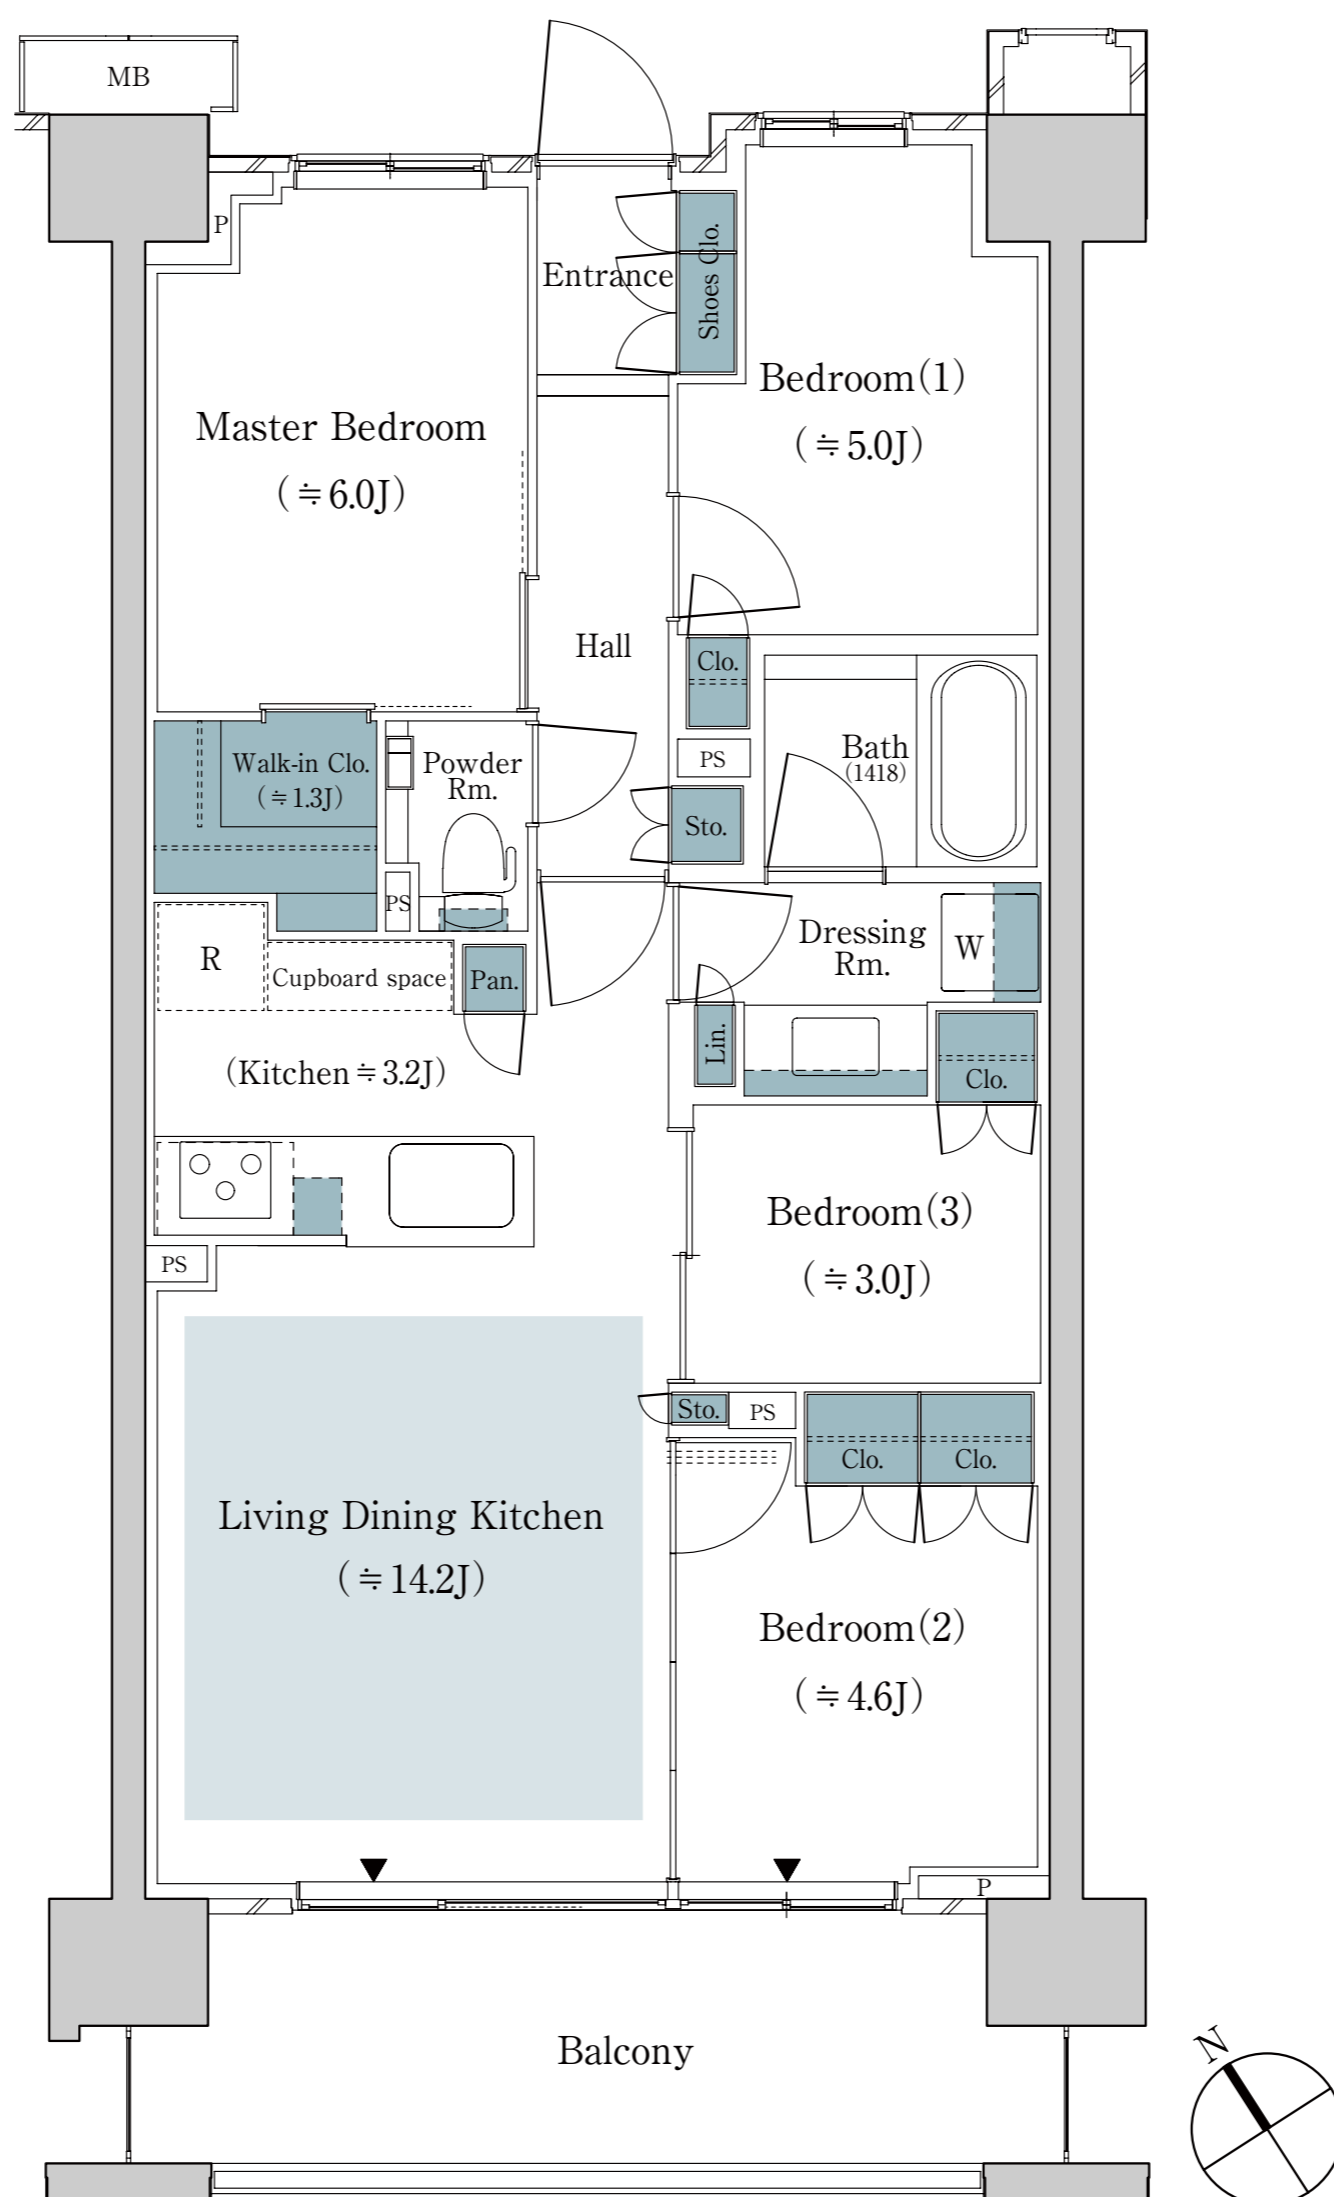 MB
P
Entrance
Shoes Clo.
Bedroom(1)
(≒5.0J)
Master Bedroom
(≒6.0J)
Hall
Clo.
PS
Bath
(1418)
Walk-in Clo.
(≒1.3J)
Powder
Rm.
Sto.
PS
Dressing
Rm.
W
R
Cupboard space
Pan.
Lin.
Clo.
(Kitchen≒3.2J)
Bedroom(3)
(≒3.0J)
PS
Sto.
PS
Clo.
Clo.
Living Dining Kitchen
(≒14.2J)
Bedroom(2)
(≒4.6J)
P
Balcony
N